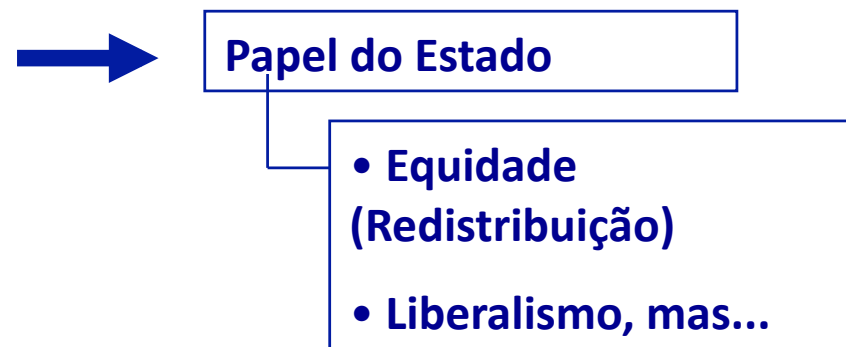 Papel do Estado
• Equidade
(Redistribuição)
• Liberalismo, mas...